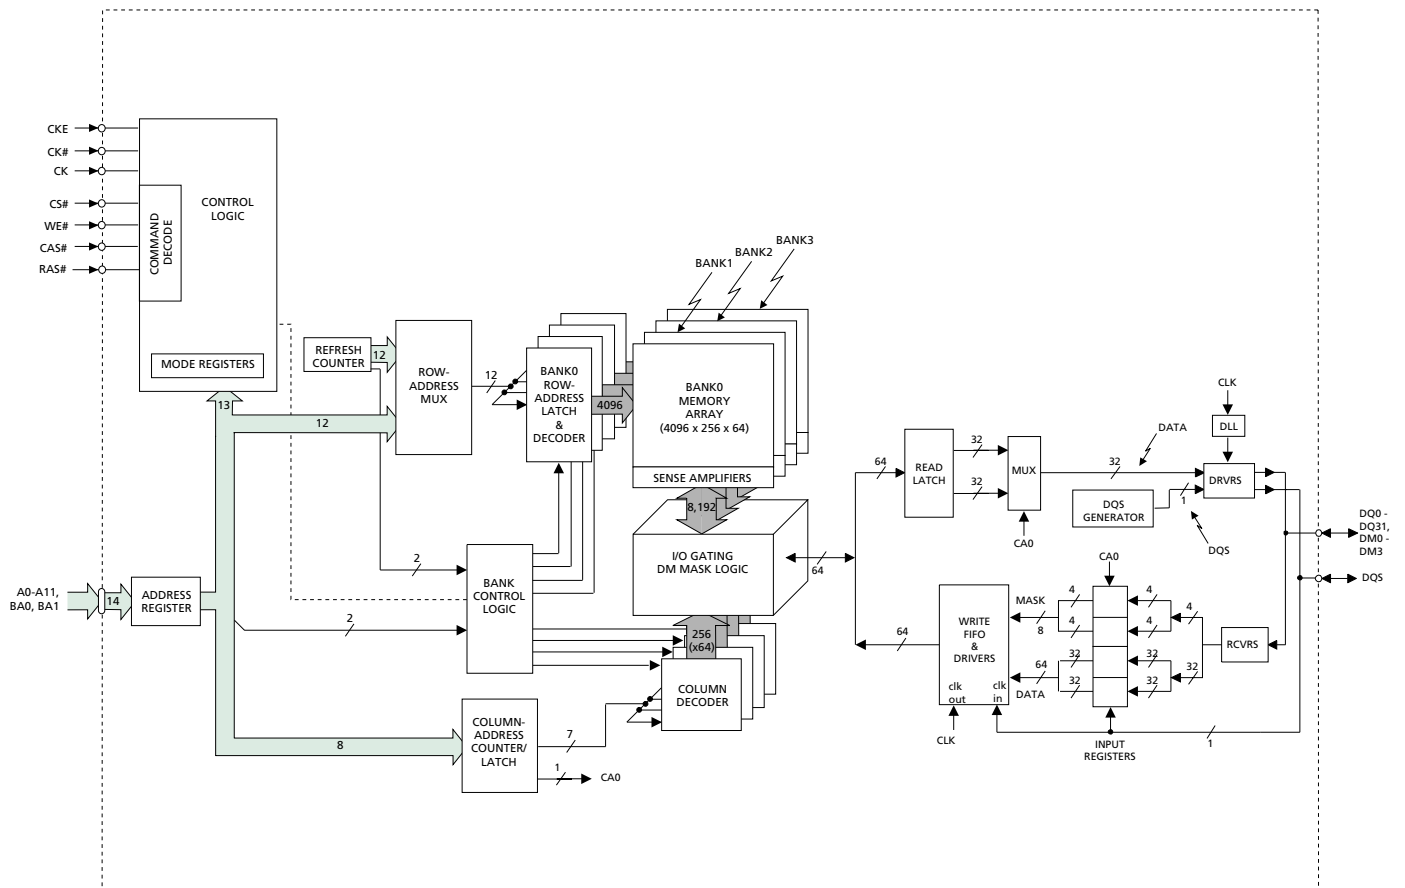 CKE
CK#
CK
CS#
WE#
CAS#
RAS#
COMMAND
DECODE
CONTROL
LOGIC
MODE REGISTERS
13
12
A0-A11,
BA0, BA1
14
ADDRESS
REGISTER
REFRESH
COUNTER
12
ROW-
ADDRESS
MUX
12
2
2
8
BANK0
ROW-
ADDRESS
LATCH
&
DECODER
4096
BANK1
BANK2
BANK3
BANK0
MEMORY
ARRAY
(4096 x 256 x 64)
SENSE AMPLIFIERS
8,192
I/O GATING
DM MASK LOGIC
BANK
CONTROL
LOGIC
256
(x64)
COLUMN
DECODER
COLUMN-
ADDRESS
COUNTER/
LATCH
7
1
CA0
64
64
READ
LATCH
32
32
MUX
CA0
32
DATA
DQS
GENERATOR
1
DQS
CLK
DLL
DRVRS
DQ0 -
DQ31,
DM0 -
DM3
DQS
64
WRITE
FIFO
&
DRIVERS
clk
out
clk
in
CLK
MASK
8
64
DATA
CA0
4
4
32
32
4
4
32
32
4
32
RCVRS
INPUT
REGISTERS
1